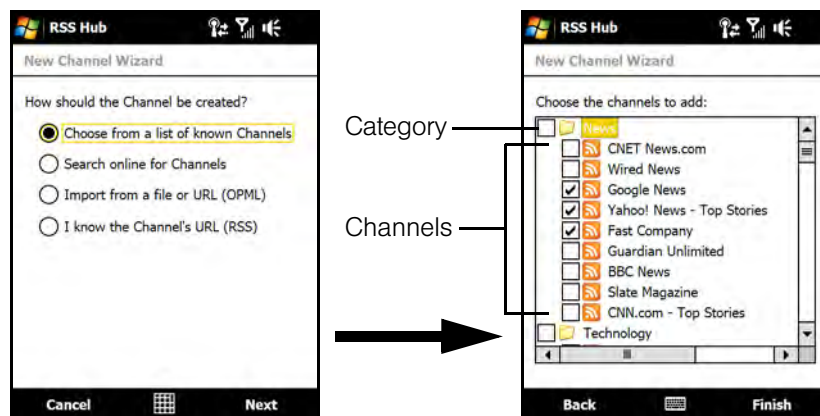 RSS Hub
New Channel Wizard
How should the Channel be created?
Choose from a list of known Channels
Search online for Channels
Import from a file or URL (OPML)
I know the Channel's URL (RSS)
Cancel
Next
Category
Channels
RSS Hub
New Channel Wizard
Choose the channels to add:
News
CNET News.com
Wired News
Google News
Yahoo! News - Top Stories
Fast Company
Guardian Unlimited
BBC News
Slate Magazine
CNN.com - Top Stories
Technology
Back
Finish